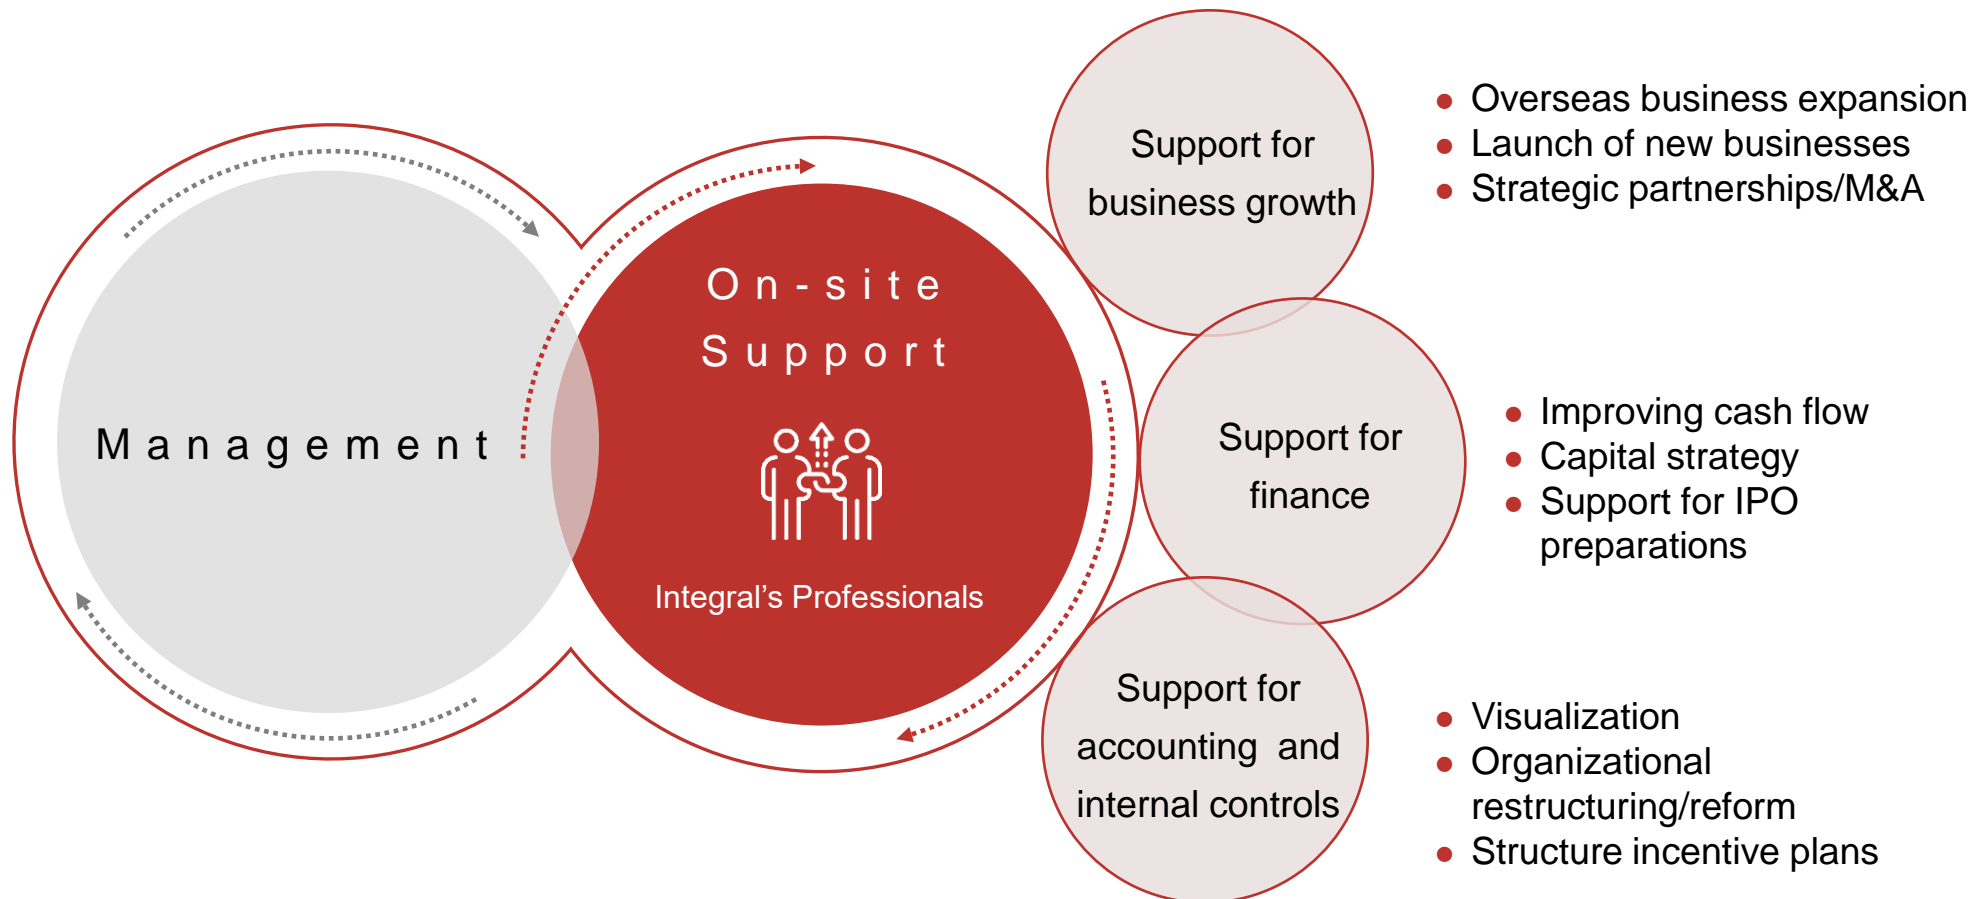 Management
On-site
Support
Integral’s Professionals
Support for
business growth
● Overseas business expansion
● Launch of new businesses
● Strategic partnerships/M&A
Support for
finance
● Improving cash flow
● Capital strategy
● Support for IPO
preparations
Support for
accounting and
internal controls
● Visualization
● Organizational
restructuring/reform
● Structure incentive plans